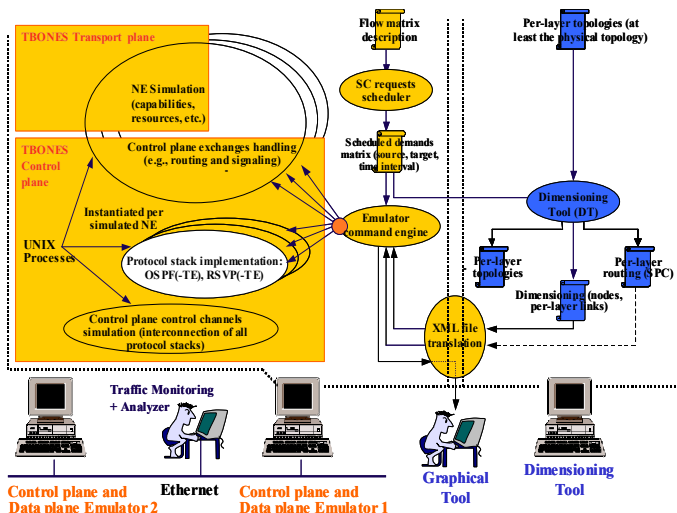 TBONES Transport plane
NE Simulation
(capabilities,
resources, etc.)
TBONES
Control
plane
Control plane exchanges handling
(e.g., routing and signaling)
-
Instantiated per
simulated NE
UNIX
Processes
Protocol stack implementation:
OSPF(-TE), RSVP(-TE)
Control plane control channels
simulation (interconnection of all
protocol stacks)
Flow matrix
description
SC requests
scheduler
Scheduled demands
matrix (source, target,
time interval)
Emulator
command engine
Per-layer topologies (at
least the physical topology)
Dimensioning
Tool (DT)
Per-layer
topologies
Per-layer
routing (SPC)
Dimensioning (nodes,
per-layer links)
XML file
translation
Traffic Monitoring
+ Analyzer
Ethernet
Control plane and
Data plane Emulator 2
Control plane and
Data plane Emulator 1
Graphical
Tool
Dimensioning
Tool